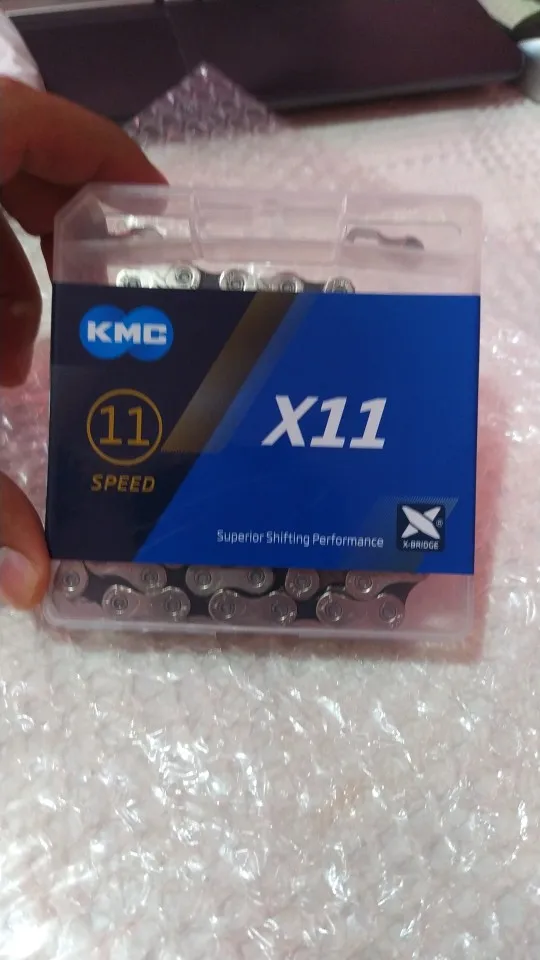 KMC
11
SPEED
X11
Superior Shifting Performance
®
X-BRIDGE